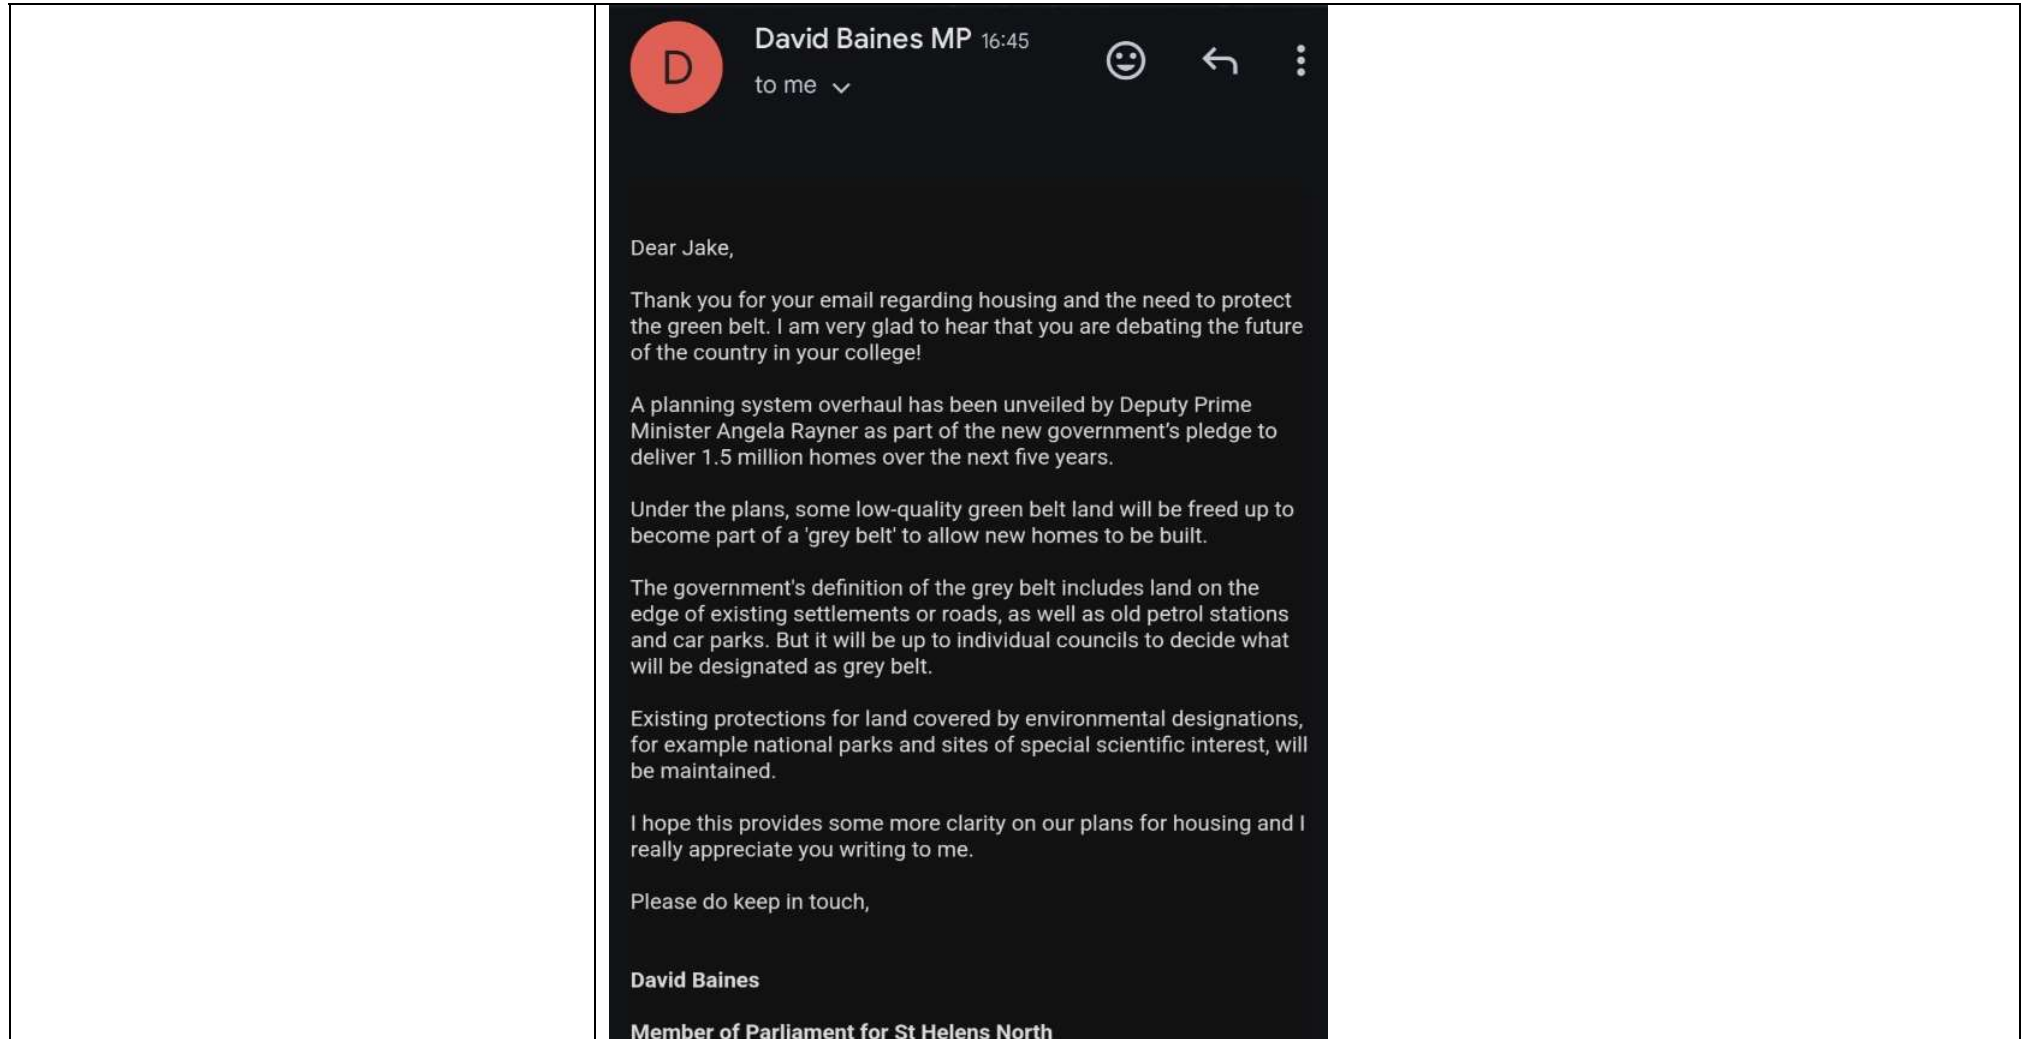 D
David Baines MP 16:45
to me
Dear Jake,
Thank you for your email regarding housing and the need to protect
the green belt. I am very glad to hear that you are debating the future
of the country in your college!
A planning system overhaul has been unveiled by Deputy Prime
Minister Angela Rayner as part of the new government’s pledge to
deliver 1.5 million homes over the next five years.
Under the plans, some low-quality green belt land will be freed up to
become part of a 'grey belt' to allow new homes to be built.
The government's definition of the grey belt includes land on the
edge of existing settlements or roads, as well as old petrol stations
and car parks. But it will be up to individual councils to decide what
will be designated as grey belt.
Existing protections for land covered by environmental designations,
for example national parks and sites of special scientific interest, will
be maintained.
I hope this provides some more clarity on our plans for housing and I
really appreciate you writing to me.
Please do keep in touch,
David Baines
Member of Parliament for St Helens North